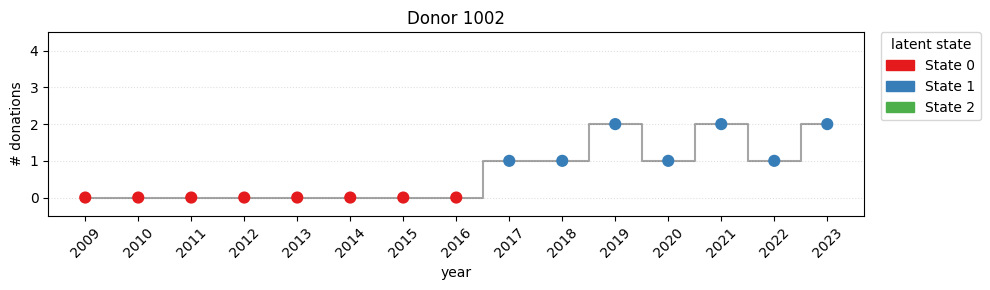 Donor 1002
# donations
4
3
2
1
0
2009 2010 2011 2012 2013 2014 2015 2016 2017 2018 2019 2020 2021 2022 2023
year
latent state
State 0
State 1
State 2